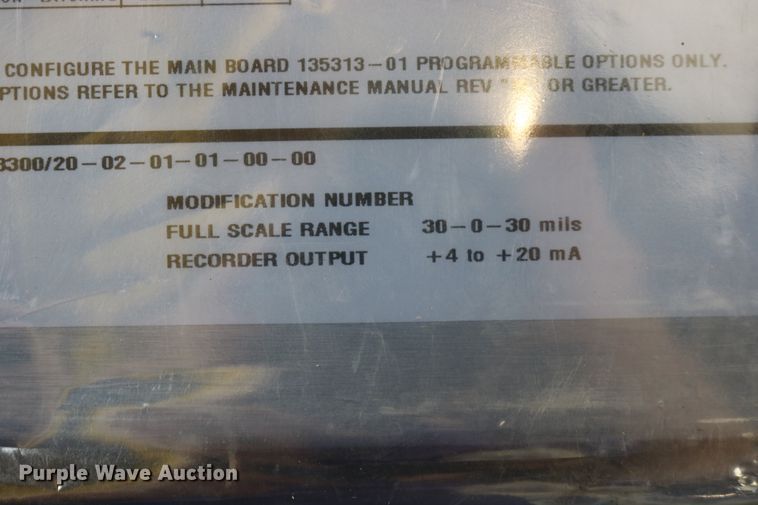 CONFIGURE THE MAIN BOARD 135313-01 PROGRAMMABLE OPTIONS ONLY.
PTIONS REFER TO THE MAINTENANCE MANUAL REV OR GREATER.
3300/20-02-01-01-00-00
MODIFICATION NUMBER
FULL SCALE RANGE 30-0-30 mils
RECORDER OUTPUT +4 to +20 mA
Purple Wave Auction